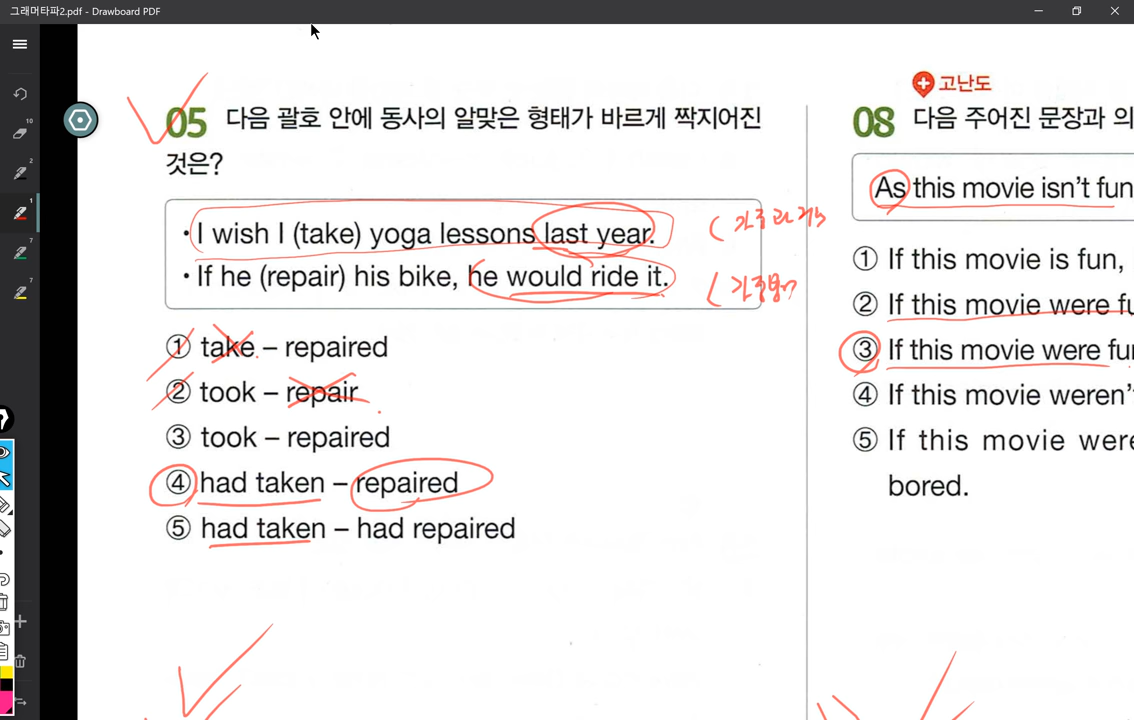 그래머타파2.pdf - Drawboard PDF
10
2
1
7
7
05 다음 괄호 안에 동사의 알맞은 형태가 바르게 짝지어진
것은?
· I wish I (take) yoga lessons last year.
· If he (repair) his bike, he would ride it.
① take – repaired
② took – repair
③ took – repaired
④ had taken – repaired
⑤ had taken – had repaired
고난도
08 다음 주어진 문장과 의
As this movie isn't fun
① If this movie is fun,
② If this movie were fu
③ If this movie were fu
④ If this movie weren't
⑤ If this movie were
bored.